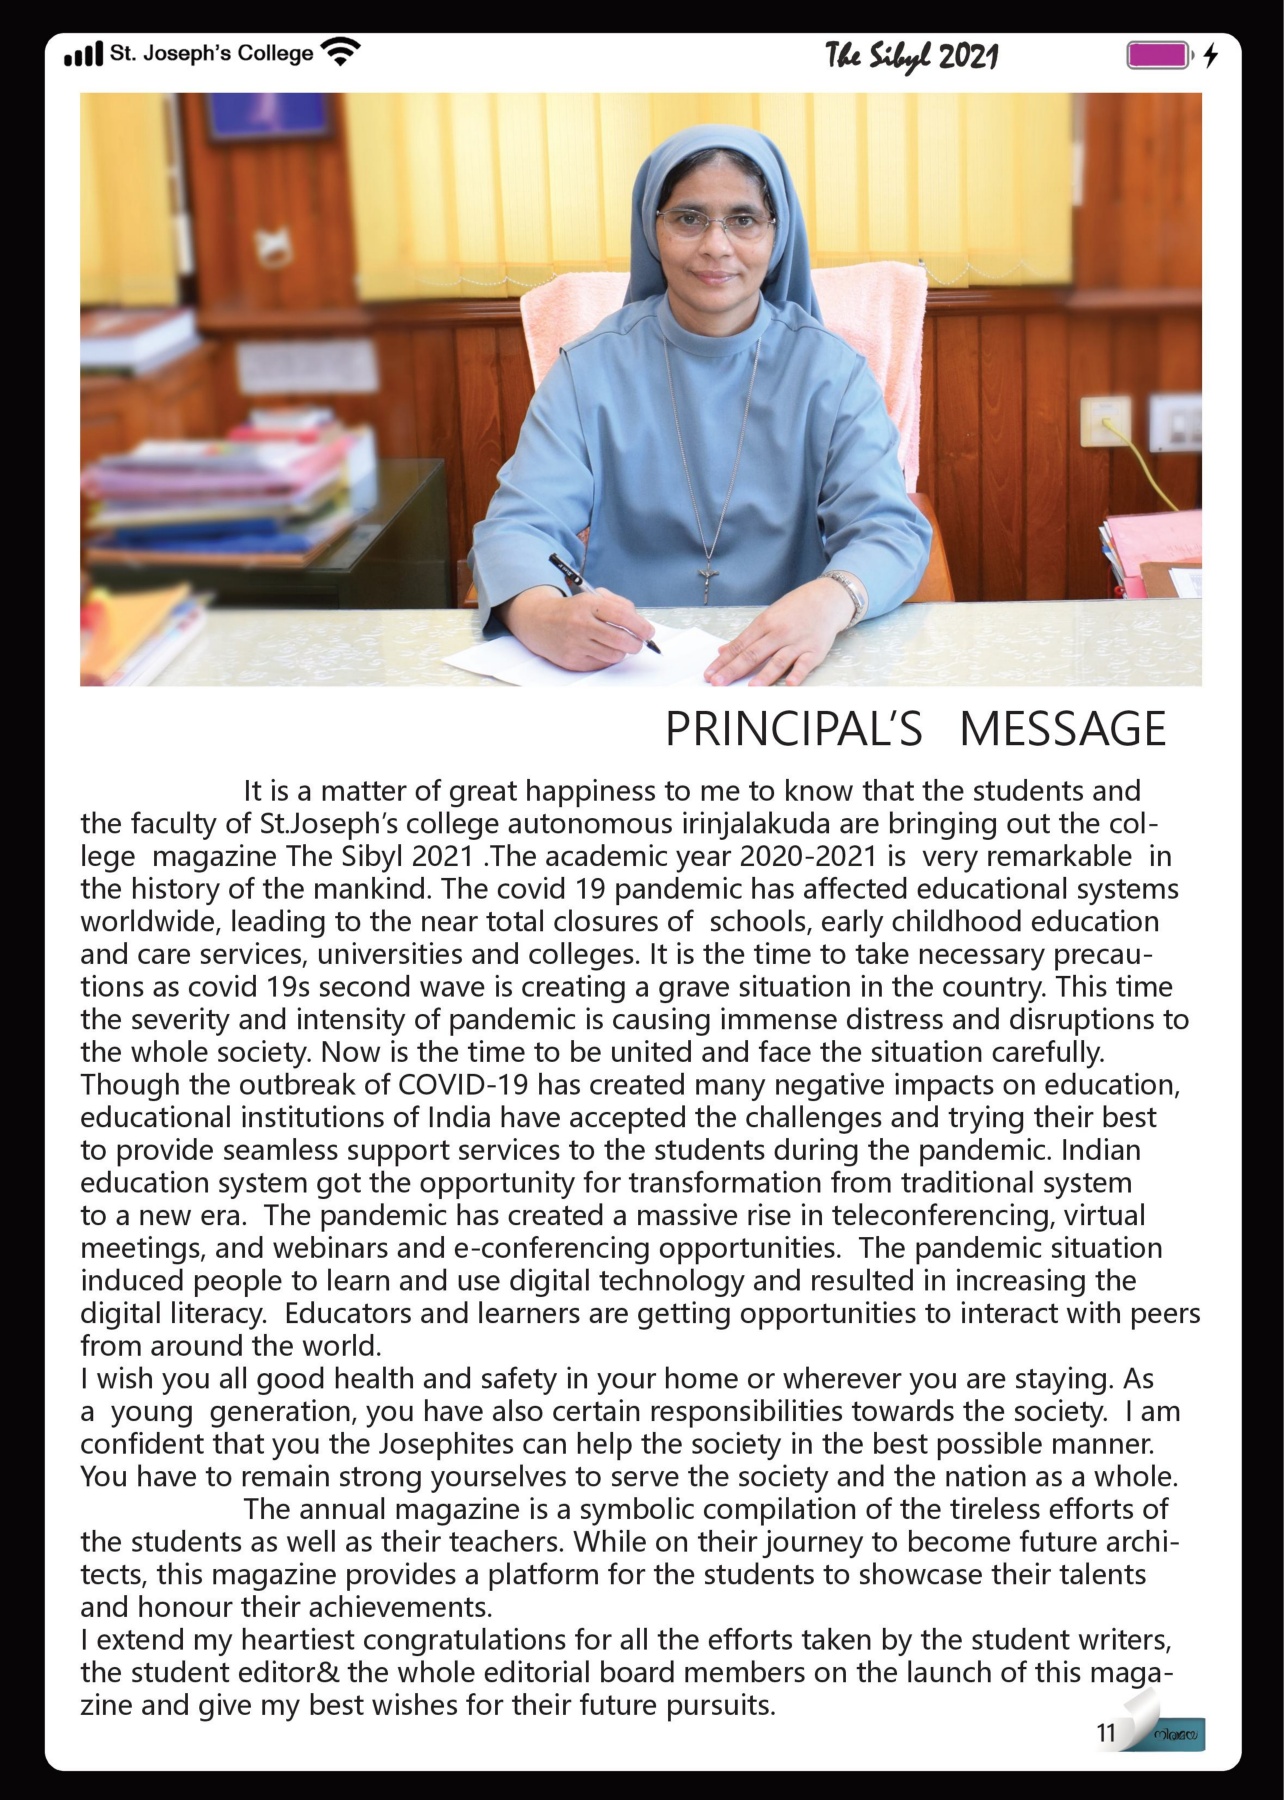 St. Joseph's College
The Sibyl 2021
PRINCIPAL'S MESSAGE
It is a matter of great happiness to me to know that the students and
the faculty of St.Joseph's college autonomous irinjalakuda are bringing out the col-
lege magazine The Sibyl 2021 .The academic year 2020-2021 is very remarkable in
the history of the mankind. The covid 19 pandemic has affected educational systems
worldwide, leading to the near total closures of schools, early childhood education
and care services, universities and colleges. It is the time to take necessary precau-
tions as covid 19s second wave is creating a grave situation in the country. This time
the severity and intensity of pandemic is causing immense distress and disruptions to
the whole society. Now is the time to be united and face the situation carefully.
Though the outbreak of COVID-19 has created many negative impacts on education,
educational institutions of India have accepted the challenges and trying their best
to provide seamless support services to the students during the pandemic. Indian
education system got the opportunity for transformation from traditional system
to a new era. The pandemic has created a massive rise in teleconferencing, virtual
meetings, and webinars and e-conferencing opportunities. The pandemic situation
induced people to learn and use digital technology and resulted in increasing the
digital literacy. Educators and learners are getting opportunities to interact with peers
from around the world.
I wish you all good health and safety in your home or wherever you are staying. As
a young generation, you have also certain responsibilities towards the society. I am
confident that you the Josephites can help the society in the best possible manner.
You have to remain strong yourselves to serve the society and the nation as a whole.
The annual magazine is a symbolic compilation of the tireless efforts of
the students as well as their teachers. While on their journey to become future archi-
tects, this magazine provides a platform for the students to showcase their talents
and honour their achievements.
I extend my heartiest congratulations for all the efforts taken by the student writers,
the student editor& the whole editorial board members on the launch of this maga-
zine and give my best wishes for their future pursuits.
11